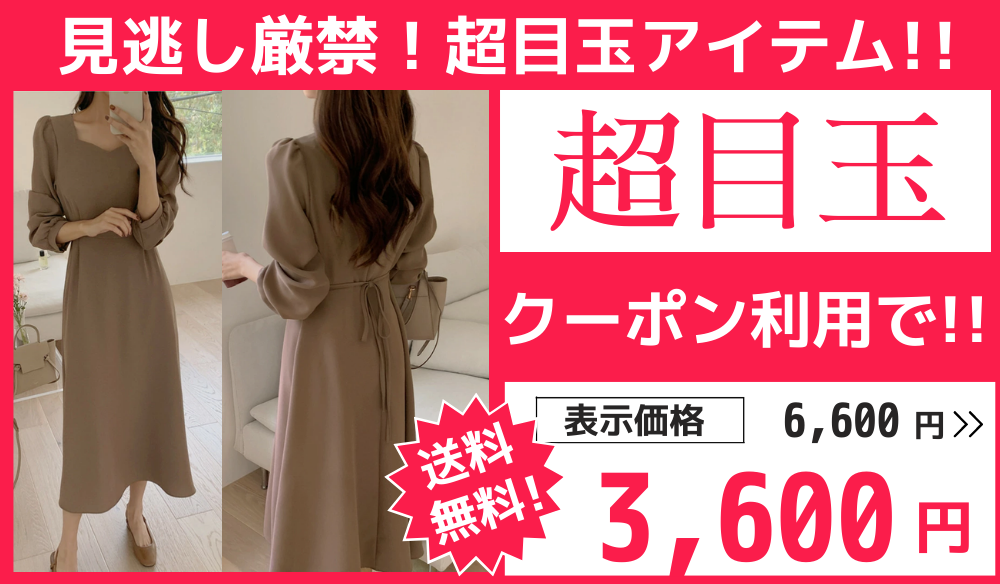 見逃し厳禁！超目玉アイテム!!
超目玉
クーポン利用で!!
表示価格 6,600 円>>
送料
無料!
3,600 円